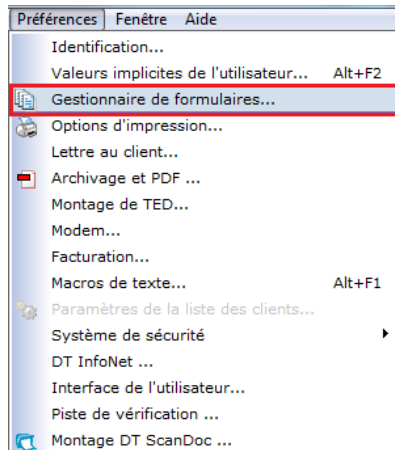 Préférences Fenêtre Aide
Identification...
Valeurs implicites de l'utilisateur... Alt+F2
Gestionnaire de formulaires...
Options d'impression...
Lettre au client...
Archivage et PDF ...
Montage de TED...
Modem...
Facturation...
Macros de texte... Alt+F1
Paramètres de la liste des clients...
Système de sécurité
DT InfoNet ...
Interface de l'utilisateur...
Piste de vérification ...
Montage DT ScanDoc ...